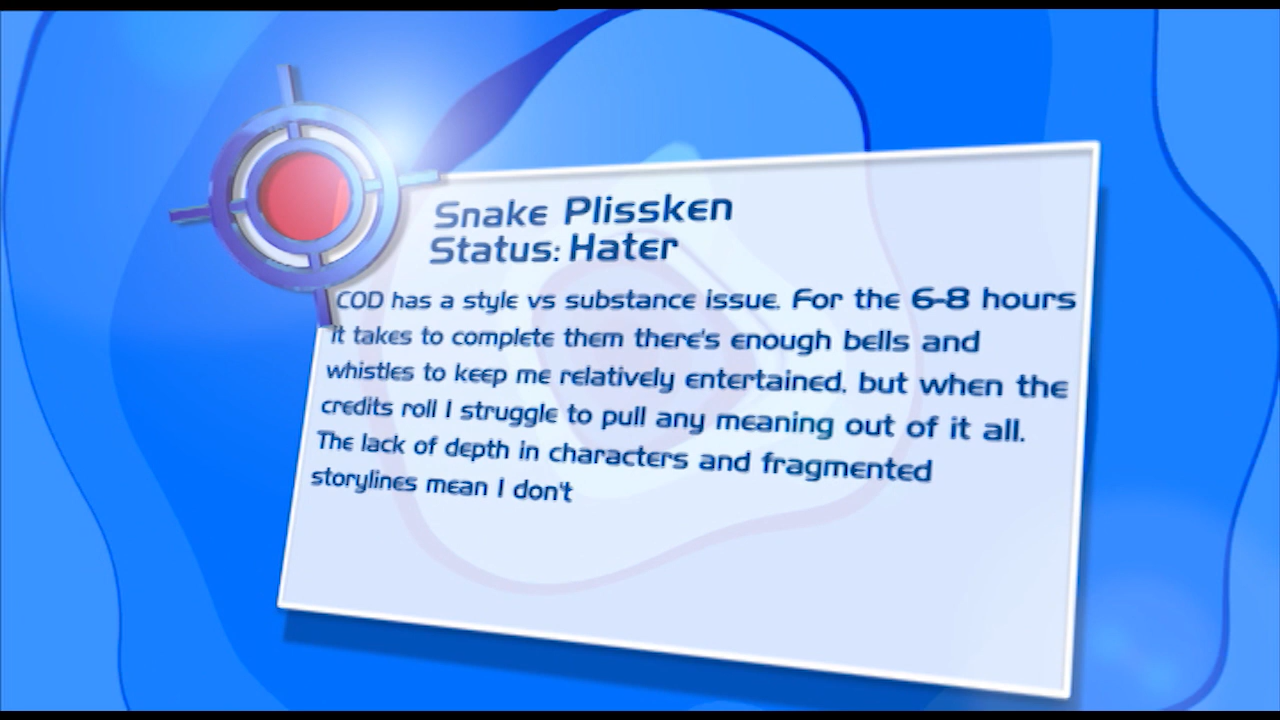 Snake Plissken
Status: Hater
COD has a style vs substance issue. For the 6-8 hours
it takes to complete them there's enough bells and
whistles to keep me relatively entertained, but when the
credits roll I struggle to pull any meaning out of it all.
The lack of depth in characters and fragmented
storylines mean I don't